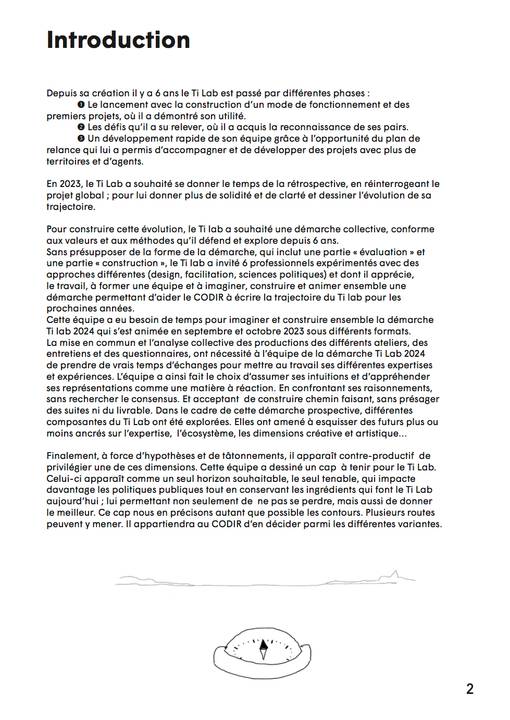 Introduction
Depuis sa création il y a 6 ans le Ti Lab est passé par différentes phases :
❶ Le lancement avec la construction d'un mode de fonctionnement et des
premiers projets, où il a démontré son utilité.
❷ Les défis qu'il a su relever, où il a acquis la reconnaissance de ses pairs.
❸ Un développement rapide de son équipe grâce à l'opportunité du plan de
relance qui lui a permis d'accompagner et de développer des projets avec plus de
territoires et d'agents.
En 2023, le Ti Lab a souhaité se donner le temps de la rétrospective, en réinterrogeant le
projet global ; pour lui donner plus de solidité et de clarté et dessiner l'évolution de sa
trajectoire.
Pour construire cette évolution, le Ti lab a souhaité une démarche collective, conforme
aux valeurs et aux méthodes qu'il défend et explore depuis 6 ans.
Sans présupposer de la forme de la démarche, qui inclut une partie « évaluation » et
une partie « construction », le Ti lab a invité 6 professionnels expérimentés avec des
approches différentes (design, facilitation, sciences politiques) et dont il apprécie,
le travail, à former une équipe et à imaginer, construire et animer ensemble une
démarche permettant d'aider le CODIR à écrire la trajectoire du Ti lab pour les
prochaines années.
Cette équipe a eu besoin de temps pour imaginer et construire ensemble la démarche
Ti lab 2024 qui s'est animée en septembre et octobre 2023 sous différents formats.
La mise en commun et l'analyse collective des productions des différents ateliers, des
entretiens et des questionnaires, ont nécessité à l'équipe de la démarche Ti Lab 2024
de prendre de vrais temps d'échanges pour mettre au travail ses différentes expertises
et expériences. L'équipe a ainsi fait le choix d'assumer ses intuitions et d'appréhender
ses représentations comme une matière à réaction. En confrontant ses raisonnements,
sans rechercher le consensus. Et acceptant de construire chemin faisant, sans présager
des suites ni du livrable. Dans le cadre de cette démarche prospective, différentes
composantes du Ti Lab ont été explorées. Elles ont amené à esquisser des futurs plus ou
moins ancrés sur l'expertise, l'écosystème, les dimensions créative et artistique...
Finalement, à force d'hypothèses et de tâtonnements, il apparaît contre-productif de
privilégier une de ces dimensions. Cette équipe a dessiné un cap à tenir pour le Ti Lab.
Celui-ci apparaît comme un seul horizon souhaitable, le seul tenable, qui impacte
davantage les politiques publiques tout en conservant les ingrédients qui font le Ti Lab
aujourd'hui ; lui permettant non seulement de ne pas se perdre, mais aussi de donner
le meilleur. Ce cap nous en précisons autant que possible les contours. Plusieurs routes
peuvent y mener. Il appartiendra au CODIR d'en décider parmi les différentes variantes.
2